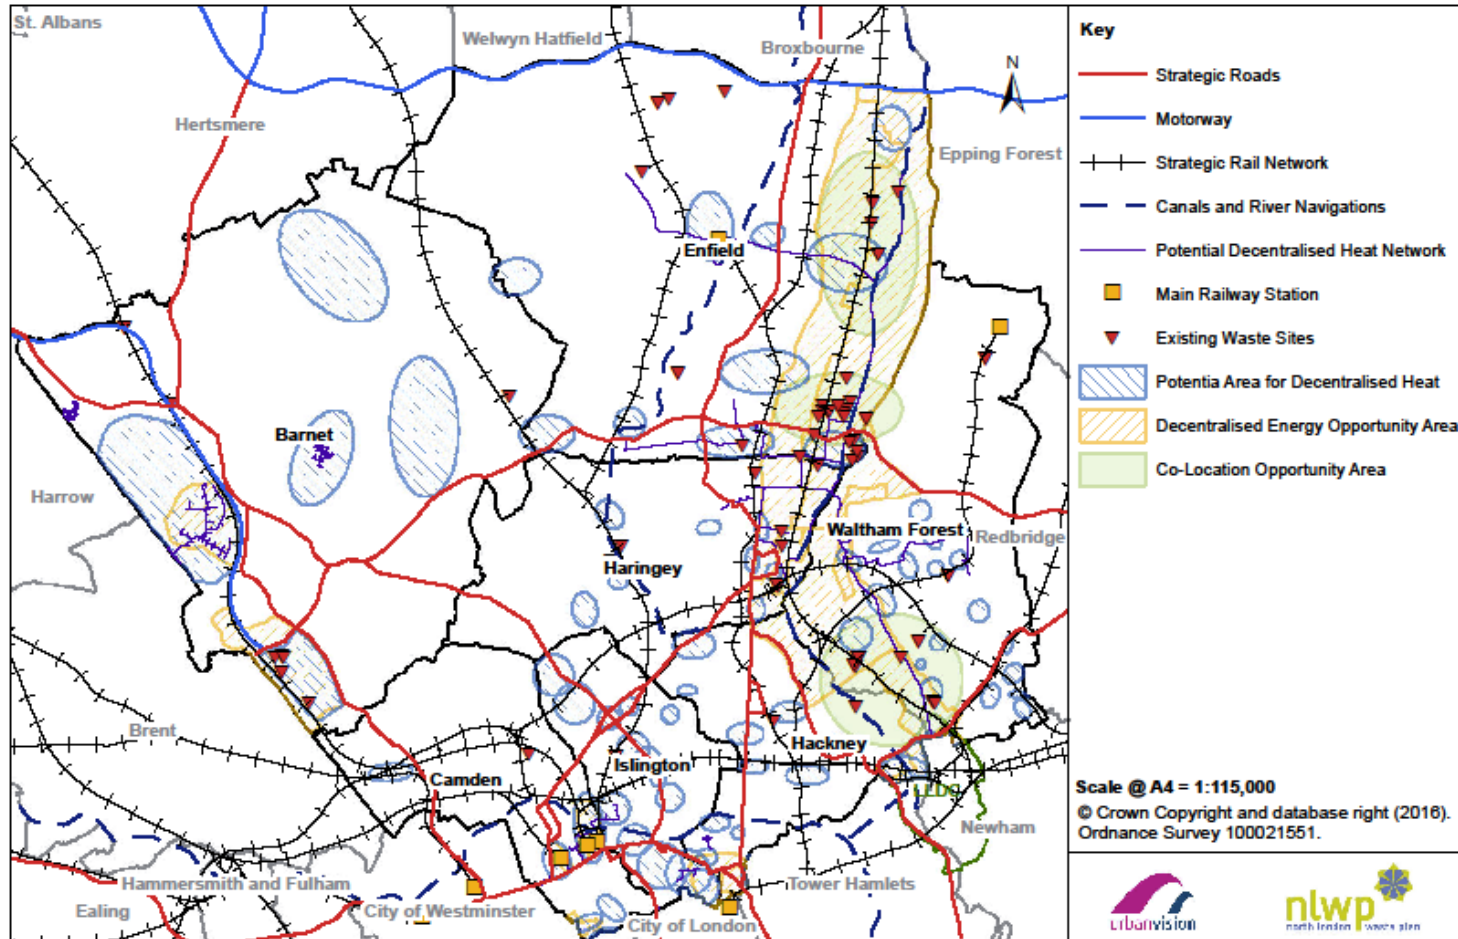 St. Albans
Welwyn Hatfield
Broxbourne
Hertsmere
Epping Forest
Enfield
Barnet
Harrow
Waltham Forest
Redbridge
Haringey
Brent
Hackney
Islington
Camden
LLDC
Newham
Hammersmith and Fulham
Tower Hamlets
Ealing
City of Westminster
City of London
Key
N
Strategic Roads
Motorway
Strategic Rail Network
Canals and River Navigations
Potential Decentralised Heat Network
Main Railway Station
Existing Waste Sites
Potentia Area for Decentralised Heat
Decentralised Energy Opportunity Area
Co-Location Opportunity Area
Scale @ A4 = 1:115,000
© Crown Copyright and database right (2016).
Ordnance Survey 100021551.
urbanvision
nlwp
north london waste plan